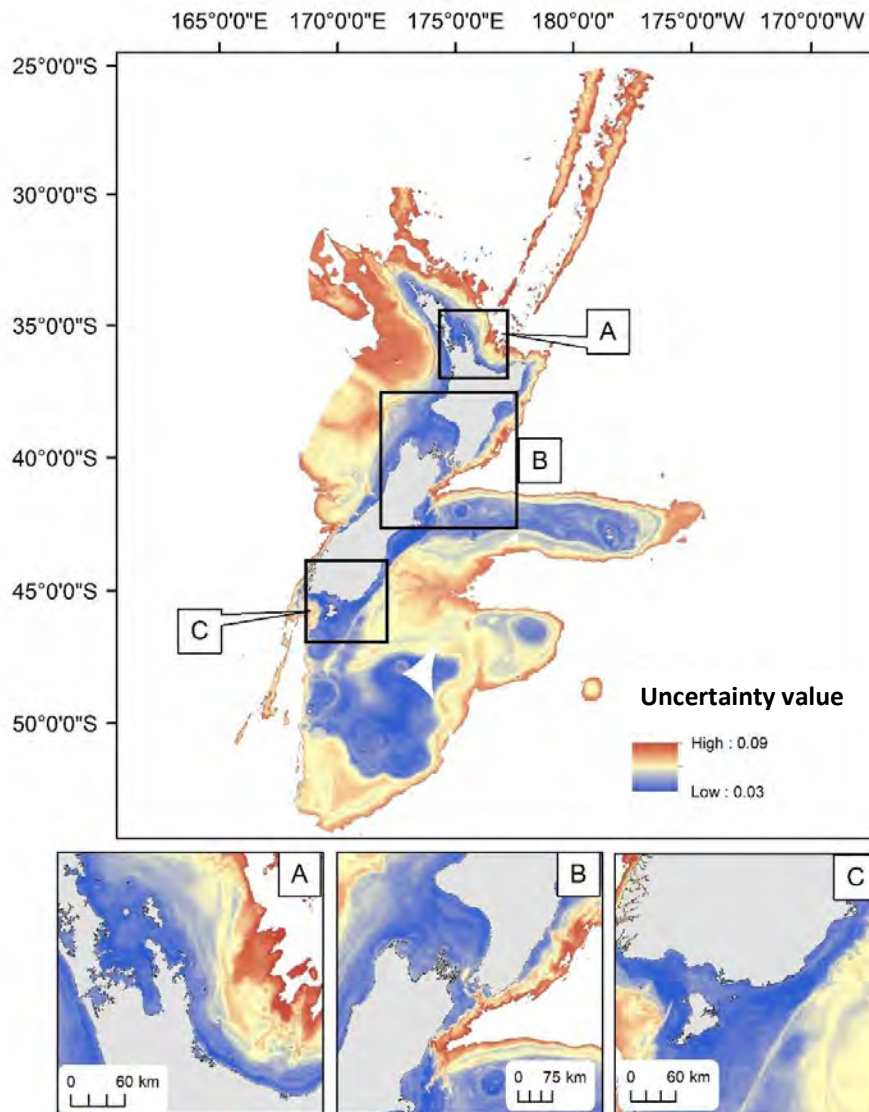 165°0'0"E 170°0'0"E 175°0'0"E 180°0'0" 175°0'0"W 170°0'0"W
25°0'0"S
30°0'0"S
35°0'0"S
A
40°0'0"S
B
45°0'0"S
C
50°0'0"S
Uncertainty value
High : 0.09
Low : 0.03
A
B
C
0 60 km
0 75 km
0 60 km